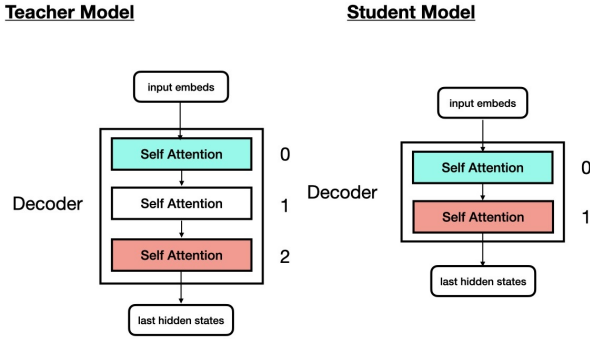 Teacher Model
input embeds
Decoder
Self Attention 0
Self Attention 1
Self Attention 2
last hidden states
Student Model
input embeds
Decoder
Self Attention 0
Self Attention 1
last hidden states